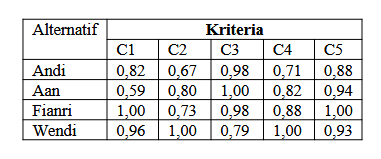 Alternatif Kriteria
C1 C2 C3 C4 C5
Andi 0,82 0,67 0,98 0,71 0,88
Aan 0,59 0,80 1,00 0,82 0,94
Fianri 1,00 0,73 0,98 0,88 1,00
Wendi 0,96 1,00 0,79 1,00 0,93